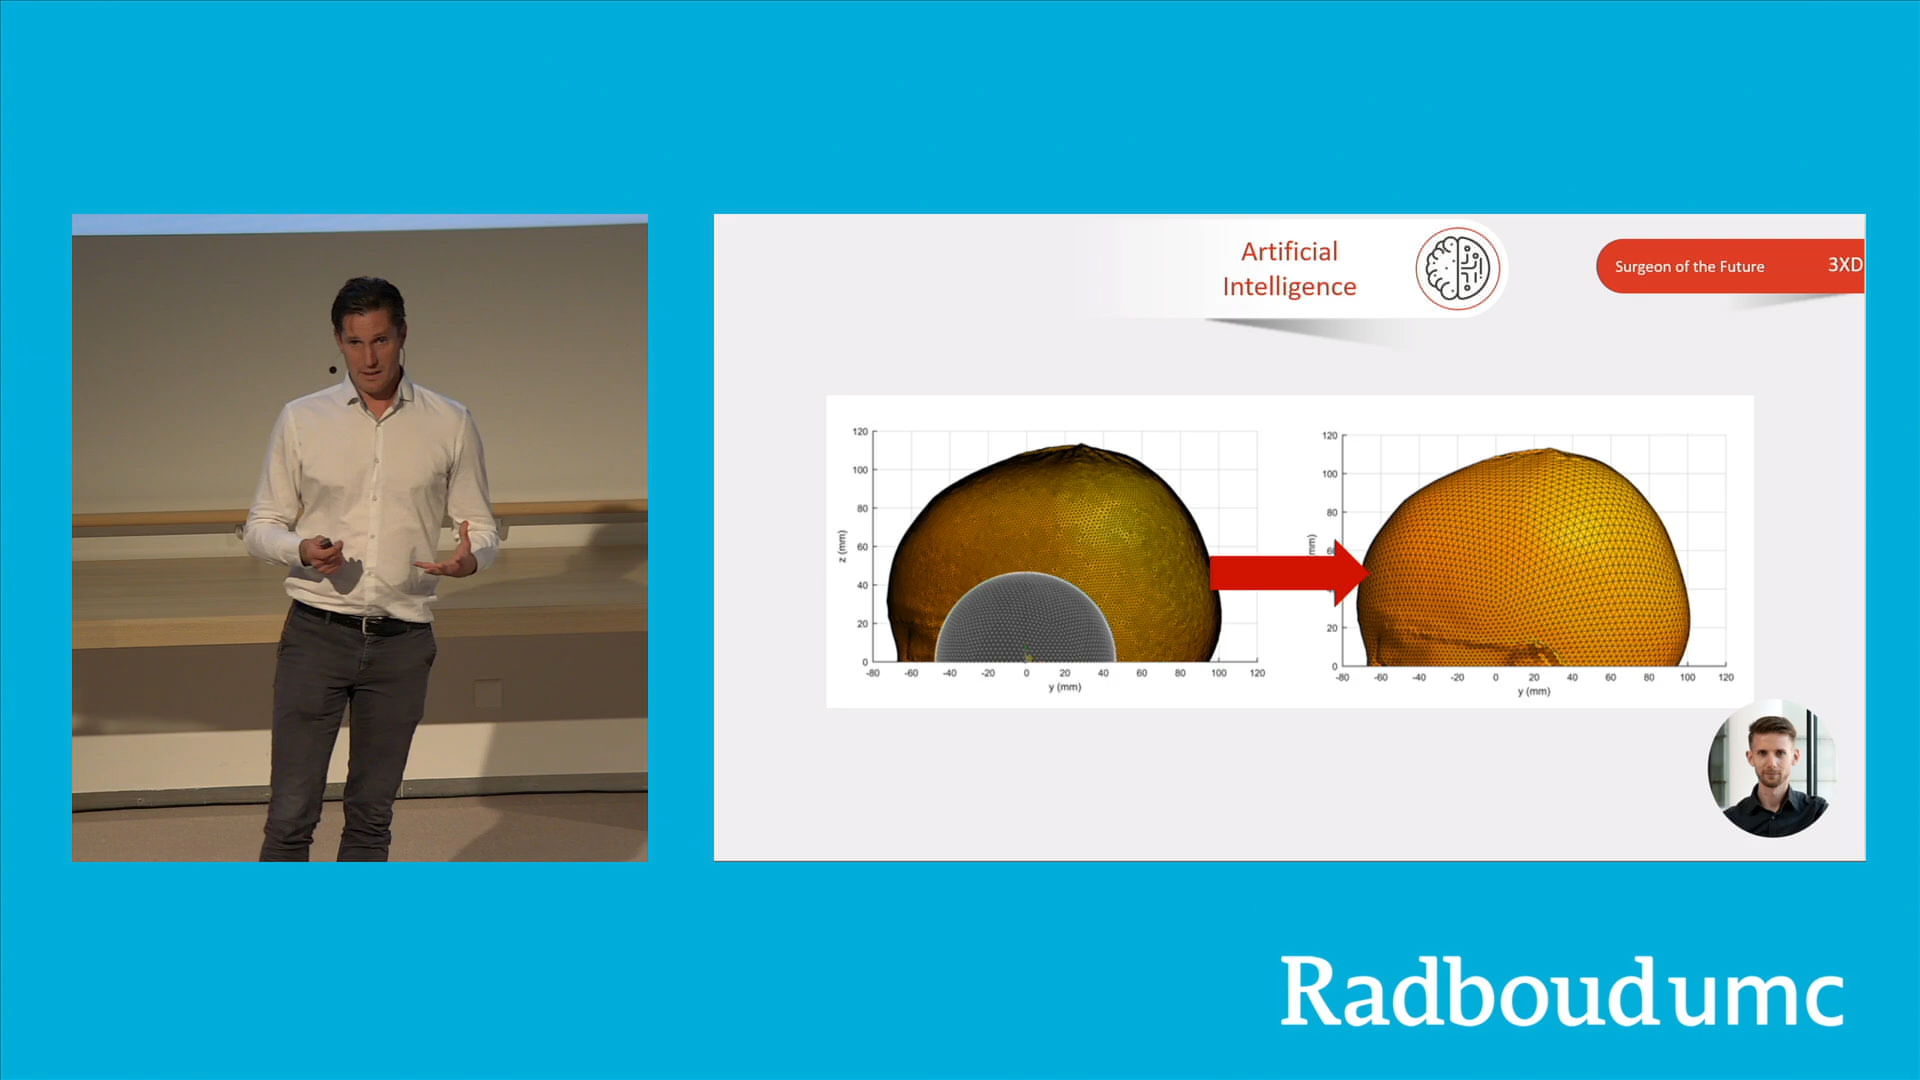 Artificial
Intelligence
Surgeon of the Future
3XD
120
100
80
60
40
20
0
z (mm)
-80 -60 -40 -20 0 20 40 60 80 100 120
y (mm)
120
100
80
20
0
mm)
-80 -60 -40 -20 0 20 40 60 80 100 120
y (mm)
Radboudumc